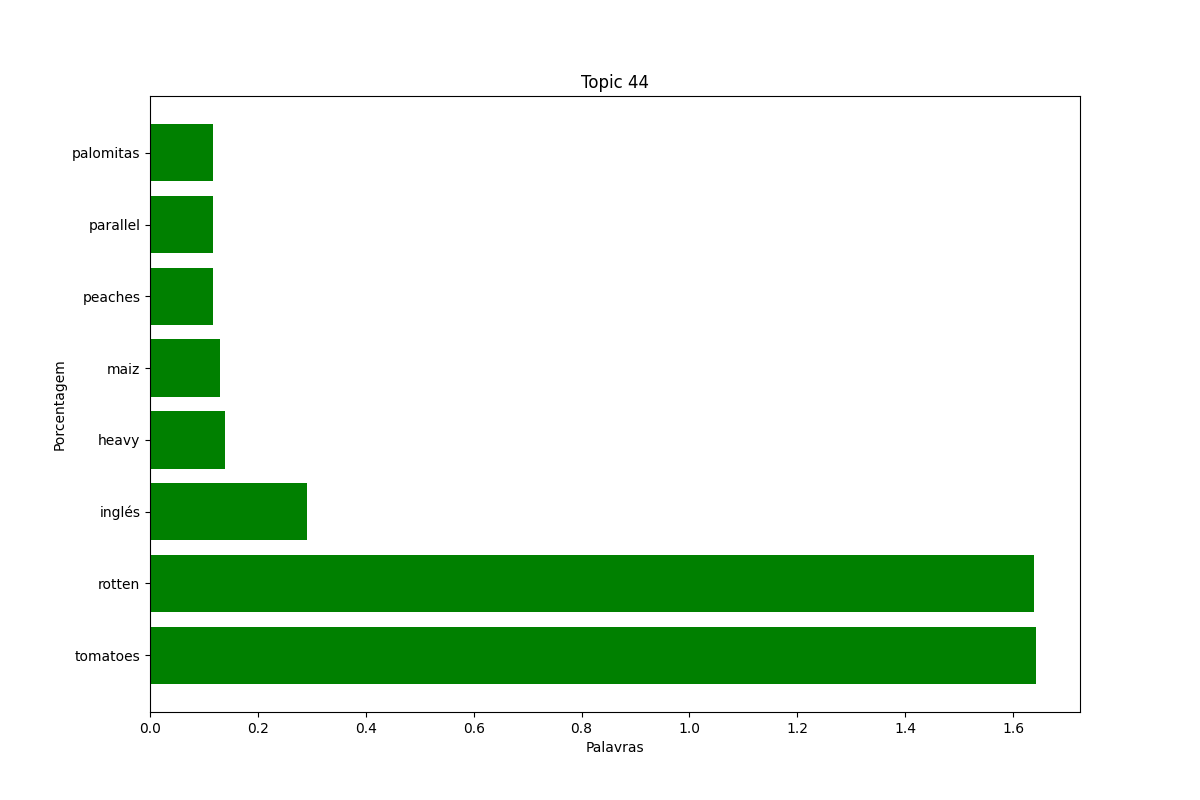 Topic 44
palomitas
parallel
peaches
maiz
heavy
inglés
rotten
tomatoes
Porcentagem
0.0 0.2 0.4 0.6 0.8 1.0 1.2 1.4 1.6
Palavras